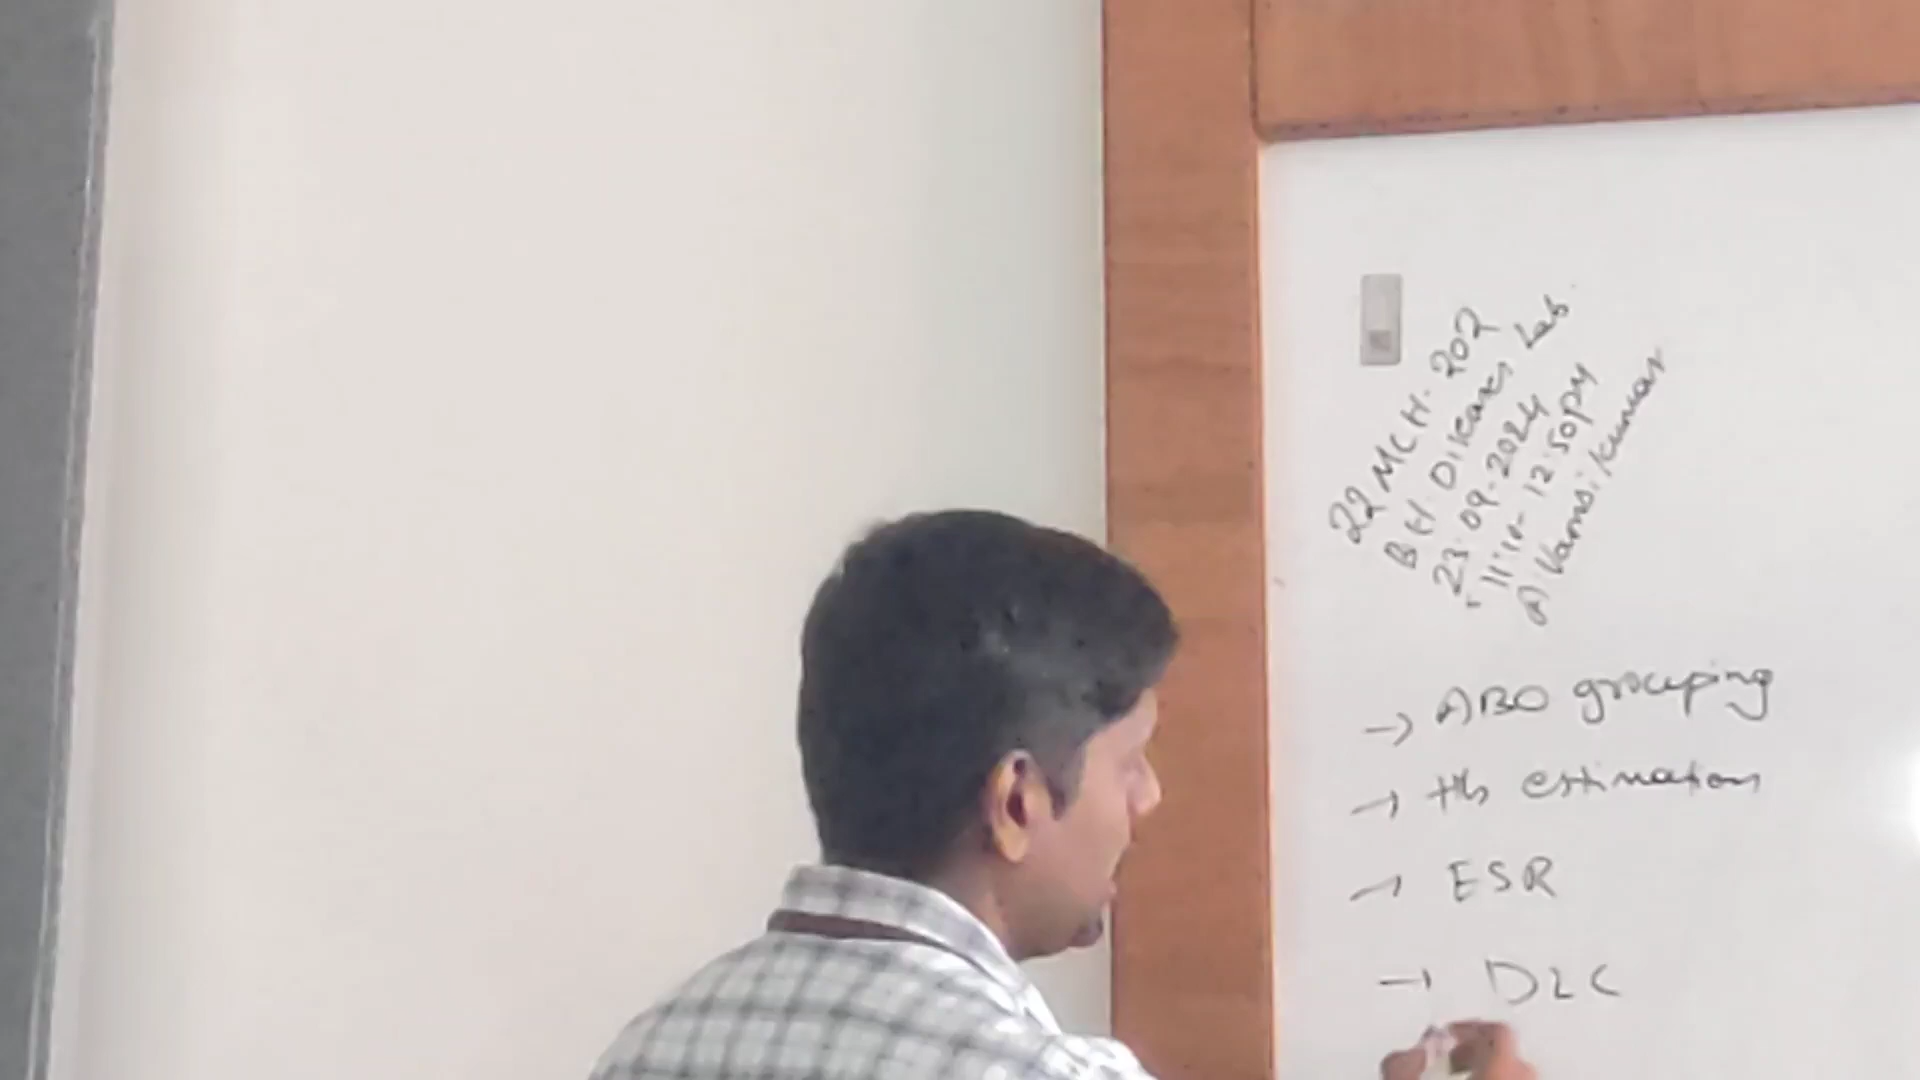 22 MCH. 202
BH Diseases Lab.
23.09.2024
11:10- 12:50PM
A. Vamsi Kumar
→ ABO grouping
→ Hb estimation
→ ESR
→ DLC